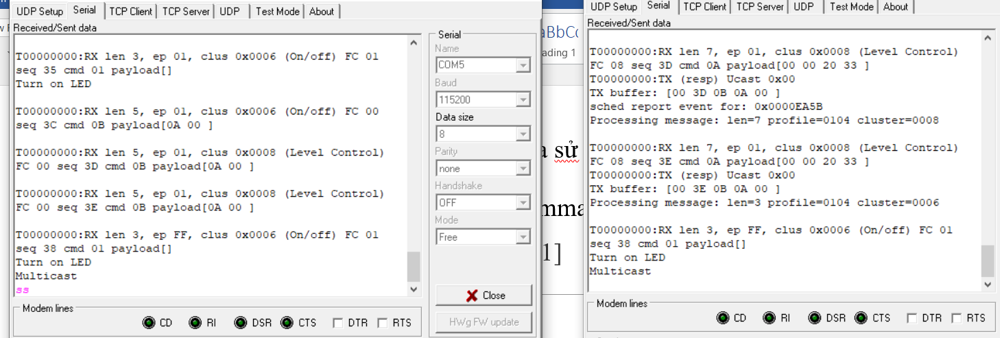 UDP Setup Serial TCP Client TCP Server UDP Test Mode About
Received/Sent data
T00000000:RX len 3, ep 01, clus 0x0006 (On/off) FC 01
seq 35 cmd 01 payload[]
Turn on LED
T00000000:RX len 5, ep 01, clus 0x0006 (On/off) FC 00
seq 3C cmd 0B payload[0A 00 ]
T00000000:RX len 5, ep 01, clus 0x0008 (Level Control)
FC 00 seq 3D cmd 0B payload[0A 00 ]
T00000000:RX len 5, ep 01, clus 0x0008 (Level Control)
FC 00 seq 3E cmd 0B payload[0A 00 ]
T00000000:RX len 3, ep FF, clus 0x0006 (On/off) FC 01
seq 38 cmd 01 payload[]
Turn on LED
Multicast
ss
Modem lines
CD RI DSR CTS DTR RTS
Serial
Name
COM5
Baud
115200
Data size
8
Parity
none
Handshake
OFF
Mode
Free
Close
HWg FW update
aBbCc
ading 1
a sử
mma
1]
UDP Setup Serial TCP Client TCP Server UDP Test Mode About
Received/Sent data
T00000000:RX len 7, ep 01, clus 0x0008 (Level Control)
FC 08 seq 3D cmd 0A payload[00 00 20 33 ]
T00000000:TX (resp) Ucast 0x00
TX buffer: [00 3D 0B 0A 00 ]
sched report event for: 0x0000EA5B
Processing message: len=7 profile=0104 cluster=0008
T00000000:RX len 7, ep 01, clus 0x0008 (Level Control)
FC 08 seq 3E cmd 0A payload[00 00 20 33 ]
T00000000:TX (resp) Ucast 0x00
TX buffer: [00 3E 0B 0A 00 ]
Processing message: len=3 profile=0104 cluster=0006
T00000000:RX len 3, ep FF, clus 0x0006 (On/off) FC 01
seq 38 cmd 01 payload[]
Turn on LED
Multicast
Modem lines
CD RI DSR CTS DTR RTS